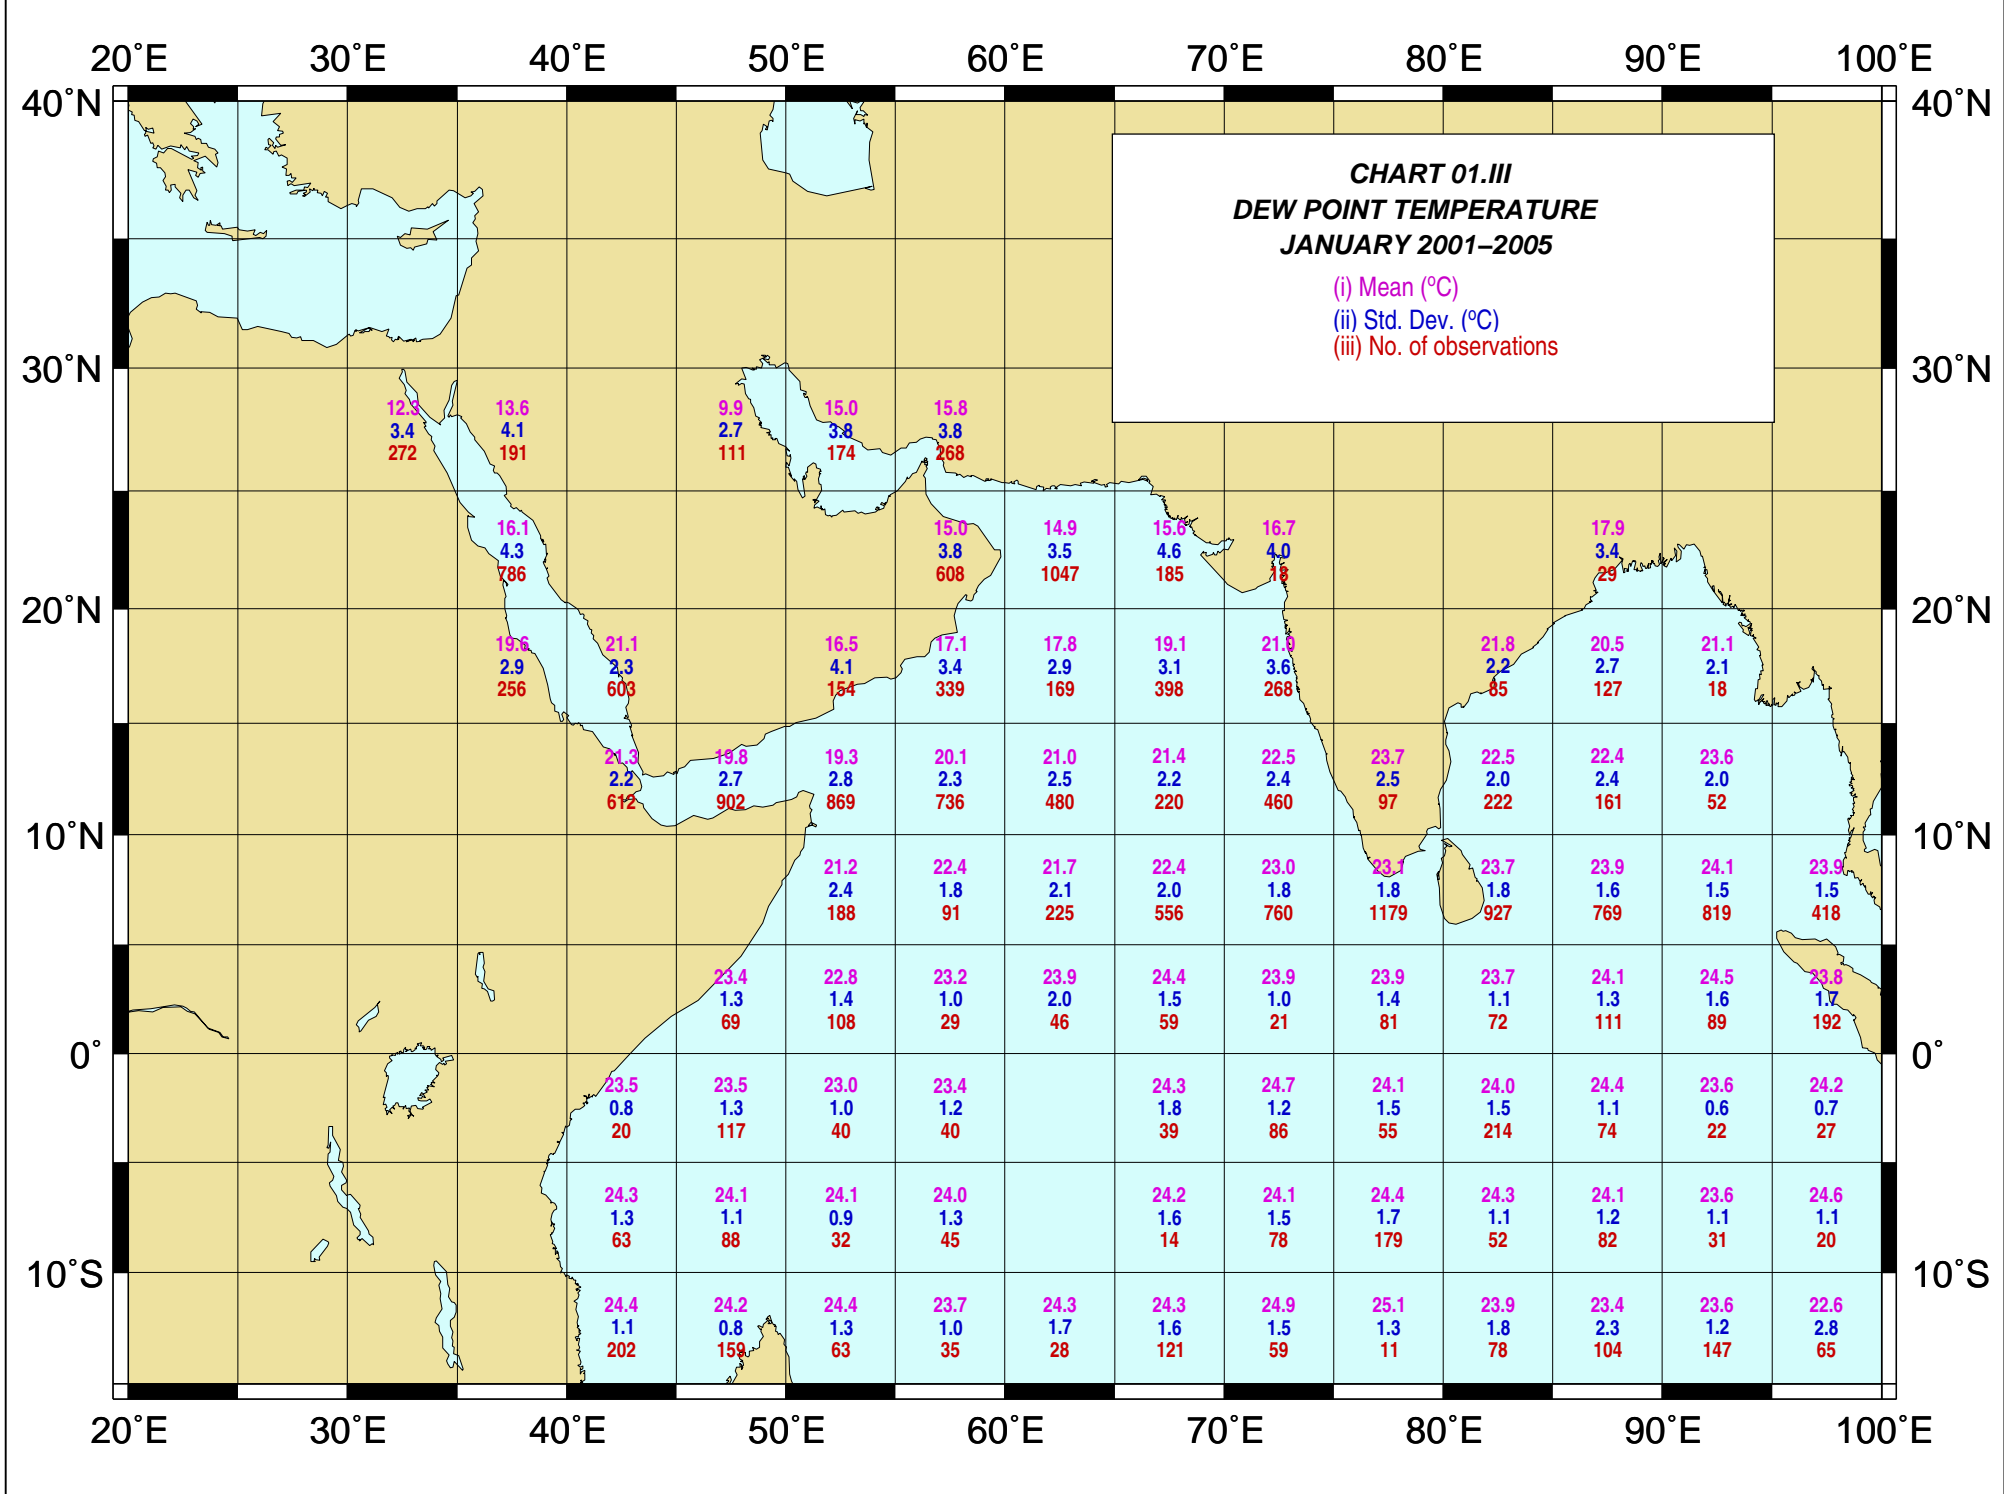 20˚E 30˚E 40˚E 50˚E 60˚E 70˚E 80˚E 90˚E 100˚E
40˚N 40˚N
CHART 01.III
DEW POINT TEMPERATURE
JANUARY 2001–2005
(i) Mean (ºC)
(ii) Std. Dev. (ºC)
(iii) No. of observations
30˚N 30˚N
12.3 13.6 9.9 15.0 15.8
3.4 4.1 2.7 3.8 3.8
272 191 111 174 268
16.1 15.0 14.9 15.6 16.7 17.9
4.3 3.8 3.5 4.6 4.0 3.4
786 608 1047 185 18 29
20˚N 20˚N
19.6 21.1 16.5 17.1 17.8 19.1 21.0 21.8 20.5 21.1
2.9 2.3 4.1 3.4 2.9 3.1 3.6 2.2 2.7 2.1
256 603 154 339 169 398 268 85 127 18
21.3 19.8 19.3 20.1 21.0 21.4 22.5 23.7 22.5 22.4 23.6
2.2 2.7 2.8 2.3 2.5 2.2 2.4 2.5 2.0 2.4 2.0
612 902 869 736 480 220 460 97 222 161 52
10˚N 10˚N
21.2 22.4 21.7 22.4 23.0 23.1 23.7 23.9 24.1 23.9
2.4 1.8 2.1 2.0 1.8 1.8 1.8 1.6 1.5 1.5
188 91 225 556 760 1179 927 769 819 418
23.4 22.8 23.2 23.9 24.4 23.9 23.9 23.7 24.1 24.5 23.8
1.3 1.4 1.0 2.0 1.5 1.0 1.4 1.1 1.3 1.6 1.7
69 108 29 46 59 21 81 72 111 89 192
0˚ 0˚
23.5 23.5 23.0 23.4 24.3 24.7 24.1 24.0 24.4 23.6 24.2
0.8 1.3 1.0 1.2 1.8 1.2 1.5 1.5 1.1 0.6 0.7
20 117 40 40 39 86 55 214 74 22 27
24.3 24.1 24.1 24.0 24.2 24.1 24.4 24.3 24.1 23.6 24.6
1.3 1.1 0.9 1.3 1.6 1.5 1.7 1.1 1.2 1.1 1.1
63 88 32 45 14 78 179 52 82 31 20
10˚S 10˚S
24.4 24.2 24.4 23.7 24.3 24.3 24.9 25.1 23.9 23.4 23.6 22.6
1.1 0.8 1.3 1.0 1.7 1.6 1.5 1.3 1.8 2.3 1.2 2.8
202 159 63 35 28 121 59 11 78 104 147 65
20˚E 30˚E 40˚E 50˚E 60˚E 70˚E 80˚E 90˚E 100˚E